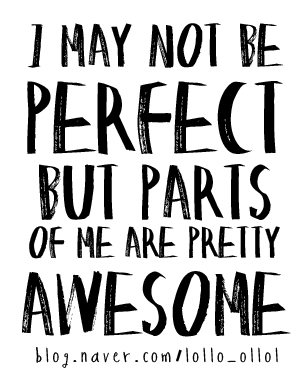 I MAY NOT BE
PERFECT
BUT PARTS
OF ME ARE PRETTY
AWESOME
blog.naver.com/lollo_ollol